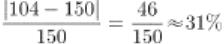 |104 − 150| / 150 = 46 / 150 ≈ 31%